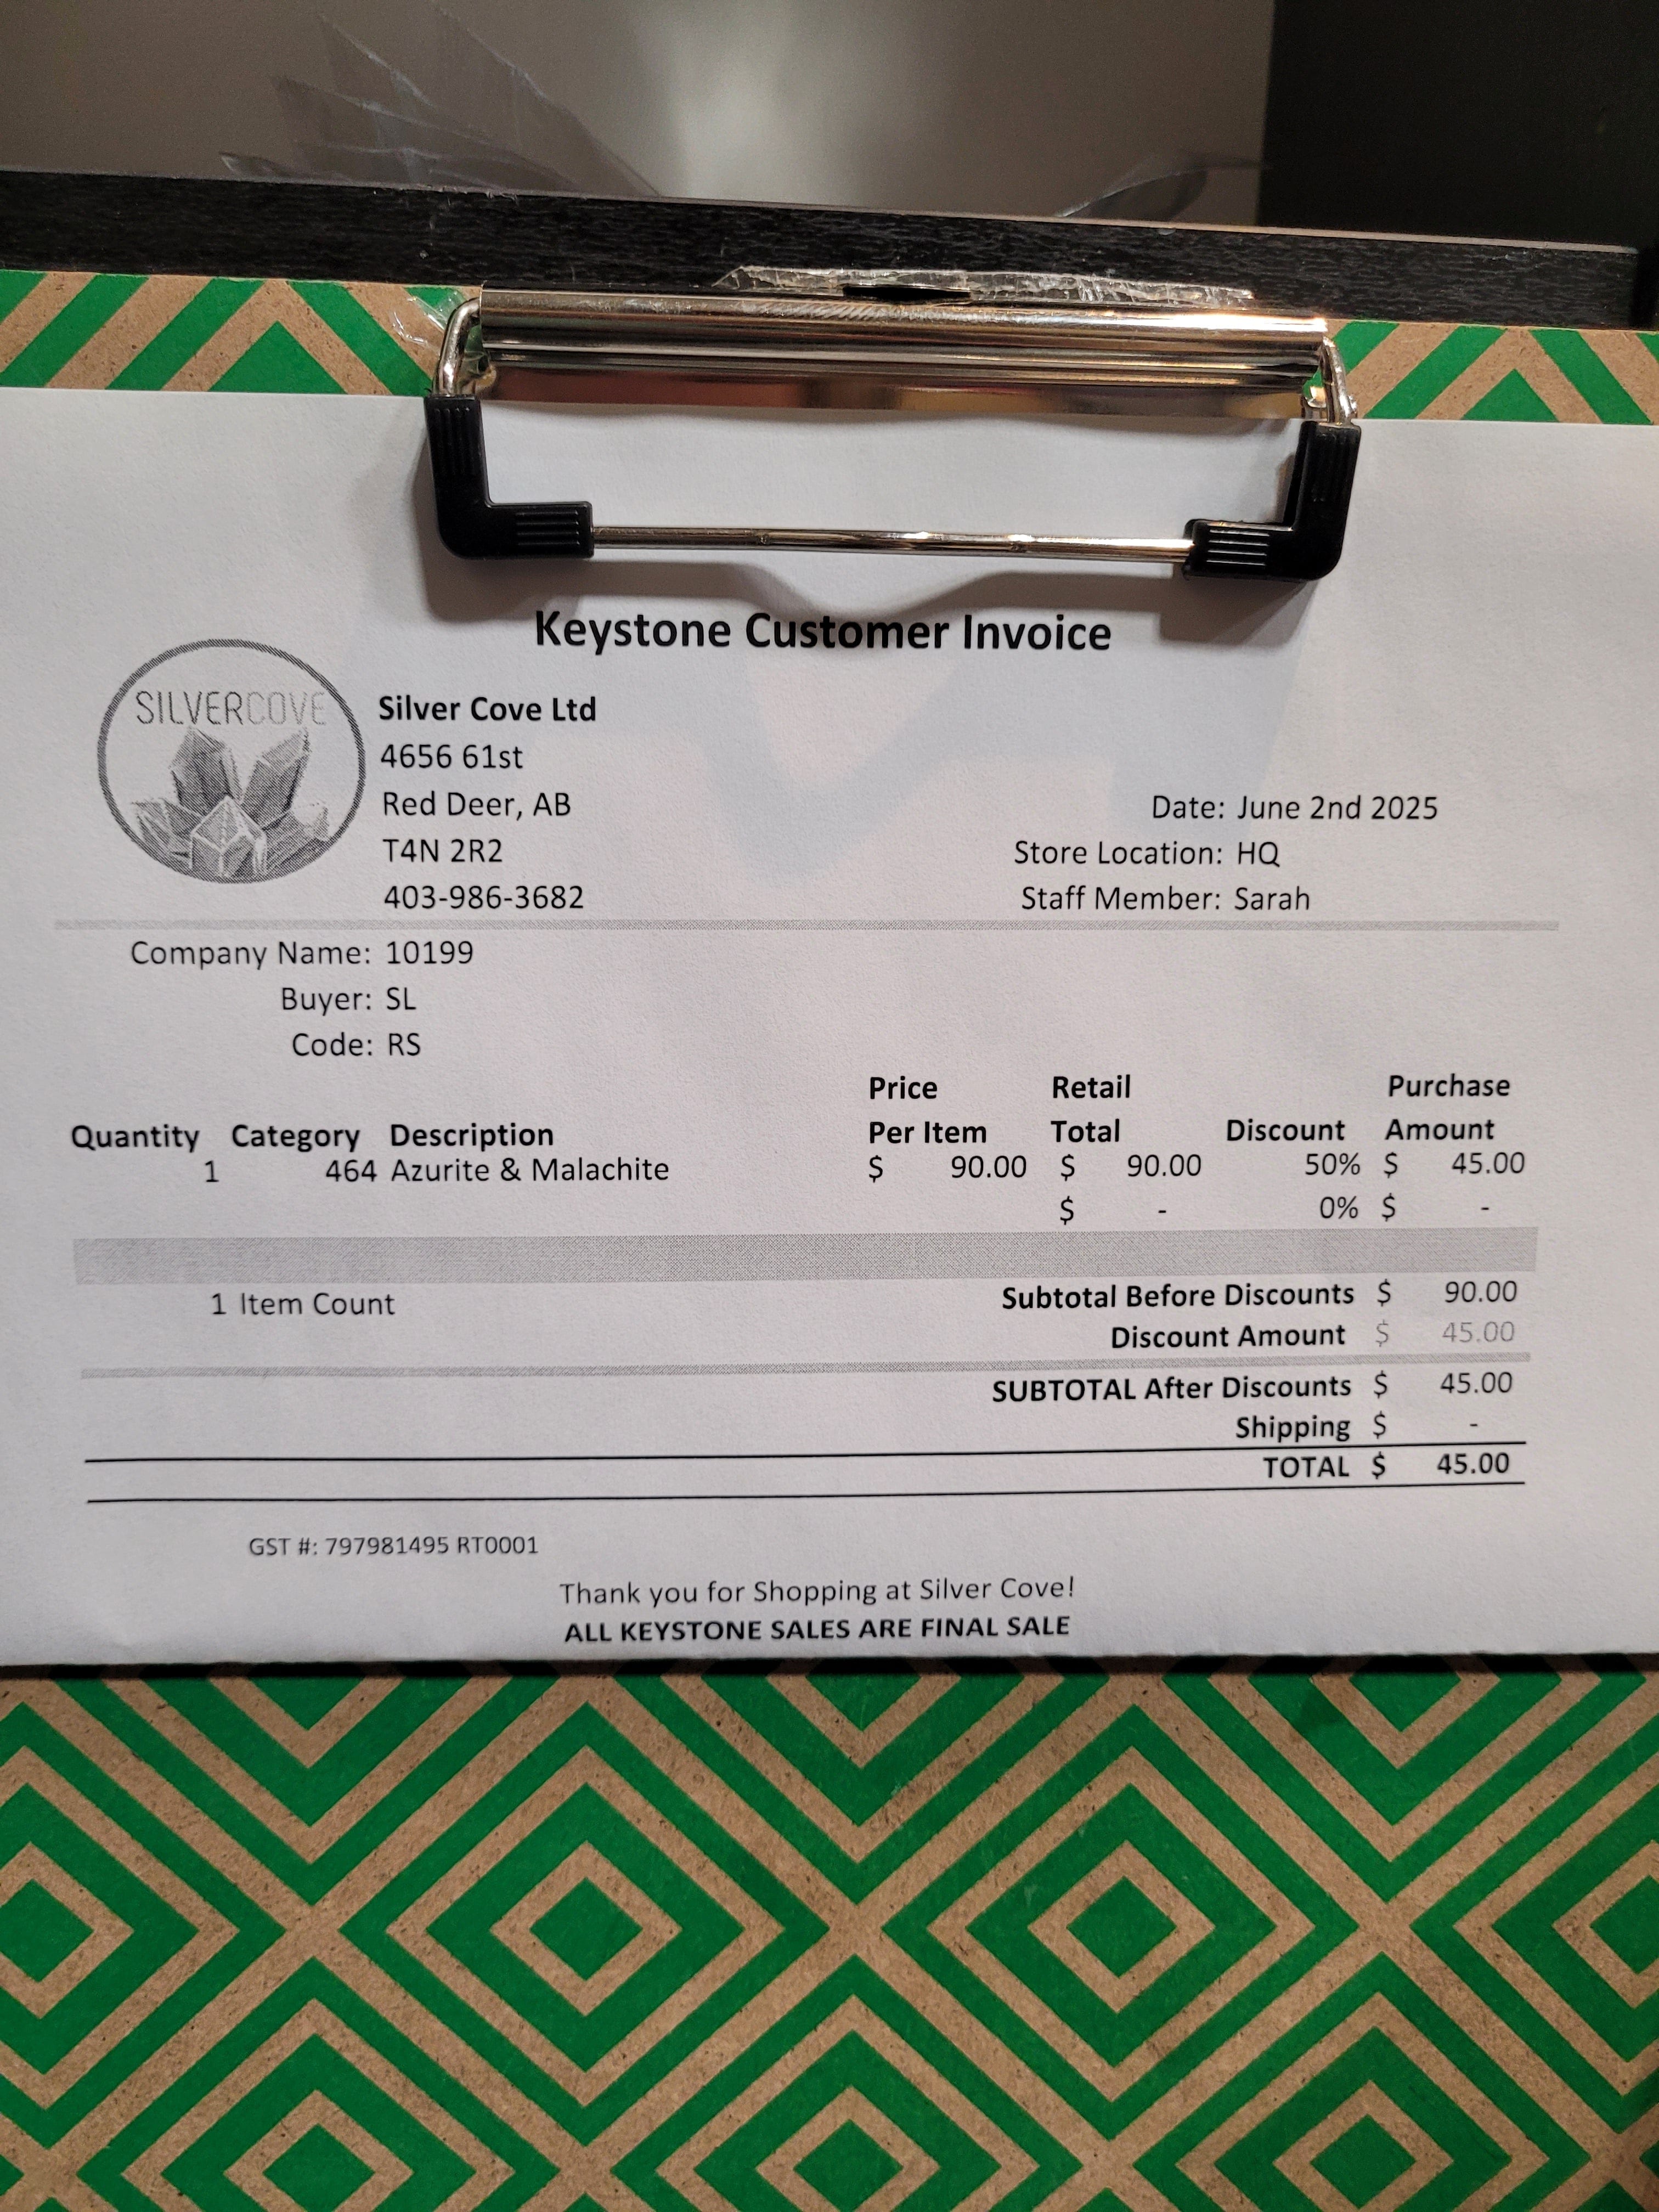 Keystone Customer Invoice
SILVERCOVE
Silver Cove Ltd
4656 61st
Red Deer, AB
T4N 2R2
403-986-3682
Date: June 2nd 2025
Store Location: HQ
Staff Member: Sarah
Company Name: 10199
Buyer: SL
Code: RS
Price Retail Purchase
Quantity Category Description Per Item Total Discount Amount
1 464 Azurite & Malachite $ 90.00 $ 90.00 50% $ 45.00
$ - 0% $ -
1 Item Count
Subtotal Before Discounts $ 90.00
Discount Amount $ 45.00
SUBTOTAL After Discounts $ 45.00
Shipping $ -
TOTAL $ 45.00
GST #: 797981495 RT0001
Thank you for Shopping at Silver Cove!
ALL KEYSTONE SALES ARE FINAL SALE